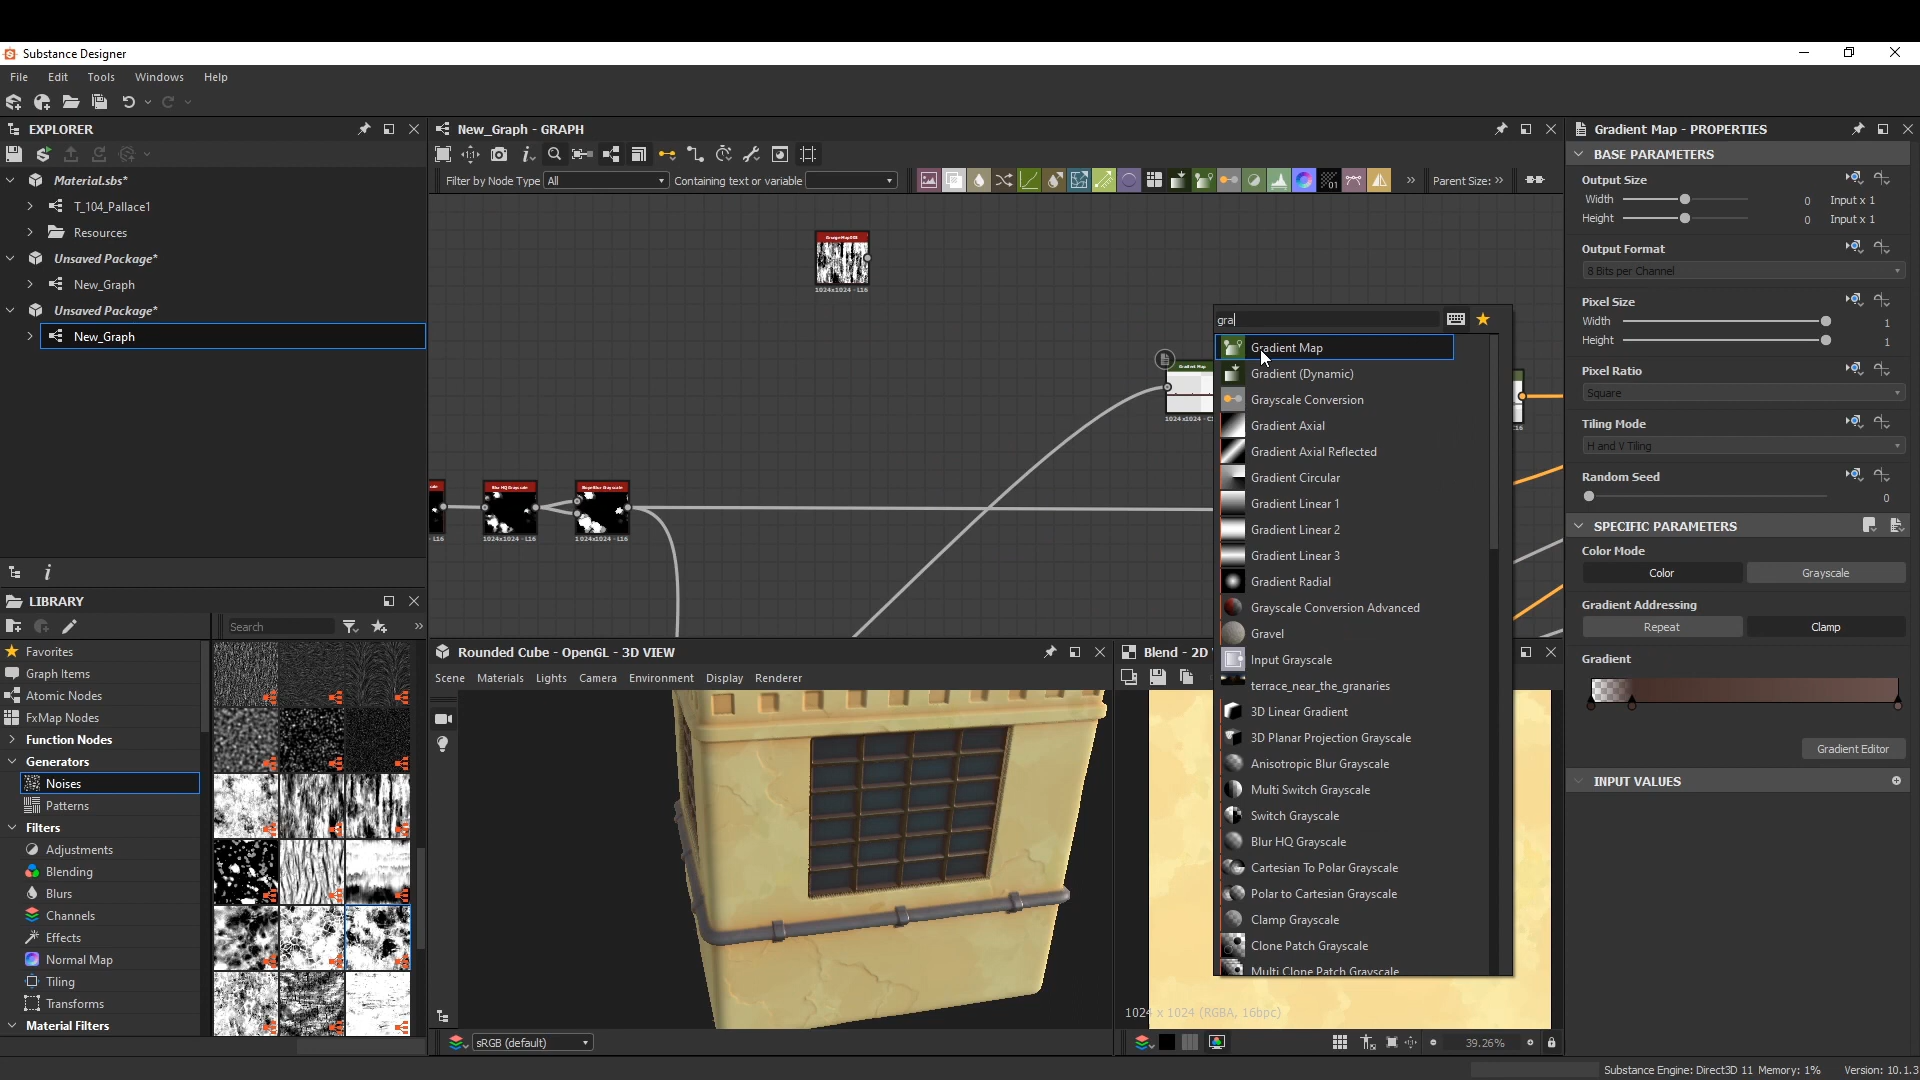 Substance Designer
File Edit Tools Windows Help
EXPLORER
Material.sbs*
T_104_Pallace1
Resources
Unsaved Package*
New_Graph
Unsaved Package*
New_Graph
LIBRARY
Search
Favorites
Graph Items
Atomic Nodes
FxMap Nodes
Function Nodes
Generators
Noises
Patterns
Filters
Adjustments
Blending
Blurs
Channels
Effects
Normal Map
Tiling
Transforms
Material Filters
New_Graph - GRAPH
Filter by Node Type All Containing text or variable
Parent Size:
1024x1024 - L16
Gradient Map
1024x1024 - C
L16
Blur HQ Grayscale
1024x1024 - L16
Slope Blur Grayscale
1024x1024 - L16
gra
Gradient Map
Gradient (Dynamic)
Grayscale Conversion
Gradient Axial
Gradient Axial Reflected
Gradient Circular
Gradient Linear 1
Gradient Linear 2
Gradient Linear 3
Gradient Radial
Grayscale Conversion Advanced
Gravel
Input Grayscale
terrace_near_the_granaries
3D Linear Gradient
3D Planar Projection Grayscale
Anisotropic Blur Grayscale
Multi Switch Grayscale
Switch Grayscale
Blur HQ Grayscale
Cartesian To Polar Grayscale
Polar to Cartesian Grayscale
Clamp Grayscale
Clone Patch Grayscale
Multi Clone Patch Grayscale
Rounded Cube - OpenGL - 3D VIEW
Scene Materials Lights Camera Environment Display Renderer
sRGB (default)
Blend - 2D
1024 x 1024 (RGBA, 16bpc)
39.26%
Gradient Map - PROPERTIES
BASE PARAMETERS
Output Size
Width 0 Input x 1
Height 0 Input x 1
Output Format
8 Bits per Channel
Pixel Size
Width 1
Height 1
Pixel Ratio
Square
Tiling Mode
H and V Tiling
Random Seed
0
SPECIFIC PARAMETERS
Color Mode
Color Grayscale
Gradient Addressing
Repeat Clamp
Gradient
Gradient Editor
INPUT VALUES
Substance Engine: Direct3D 11 Memory: 1% Version: 10.1.3